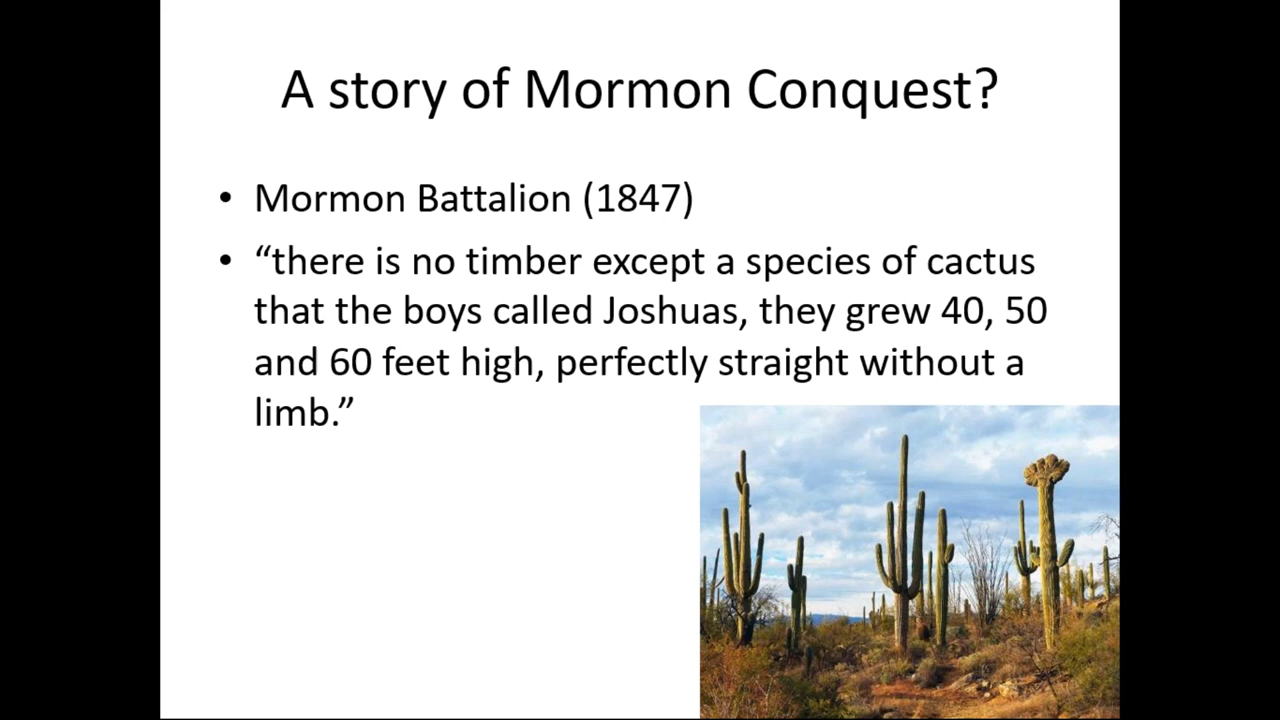 A story of Mormon Conquest?
• Mormon Battalion (1847)
• “there is no timber except a species of cactus
that the boys called Joshuas, they grew 40, 50
and 60 feet high, perfectly straight without a
limb.”